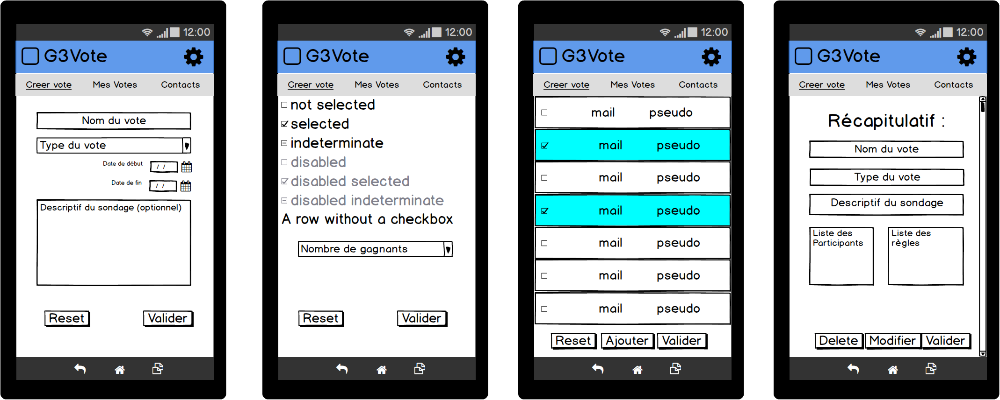 12:00
G3Vote
Creer vote Mes Votes Contacts
Nom du vote
Type du vote
Date de début / /
Date de fin / /
Descriptif du sondage (optionnel)
Reset Valider
12:00
G3Vote
Creer vote Mes Votes Contacts
not selected
selected
indeterminate
disabled
disabled selected
disabled indeterminate
A row without a checkbox
Nombre de gagnants
Reset Valider
12:00
G3Vote
Creer vote Mes Votes Contacts
mail pseudo
mail pseudo
mail pseudo
mail pseudo
mail pseudo
mail pseudo
mail pseudo
Reset Ajouter Valider
12:00
G3Vote
Creer vote Mes Votes Contacts
Récapitulatif :
Nom du vote
Type du vote
Descriptif du sondage
Liste des
Participants
Liste des
règles
Delete Modifier Valider